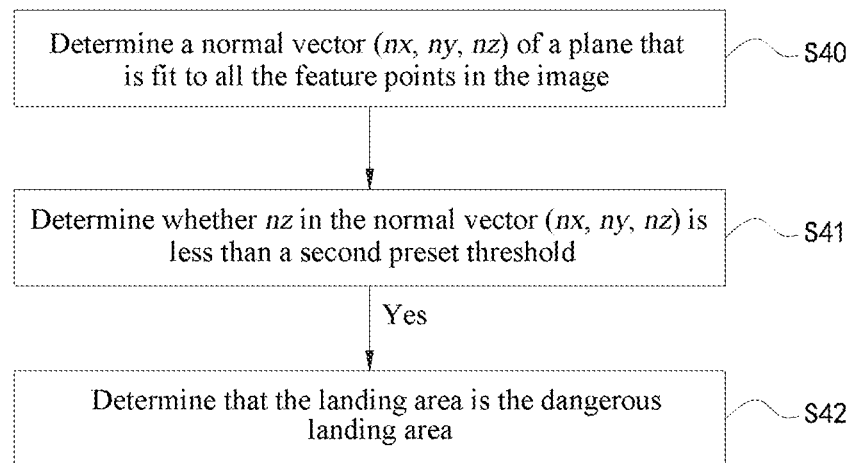 Determine a normal vector (nx, ny, nz) of a plane that
is fit to all the feature points in the image
S40
Determine whether nz in the normal vector (nx, ny, nz) is
less than a second preset threshold
S41
Yes
Determine that the landing area is the dangerous
landing area
S42